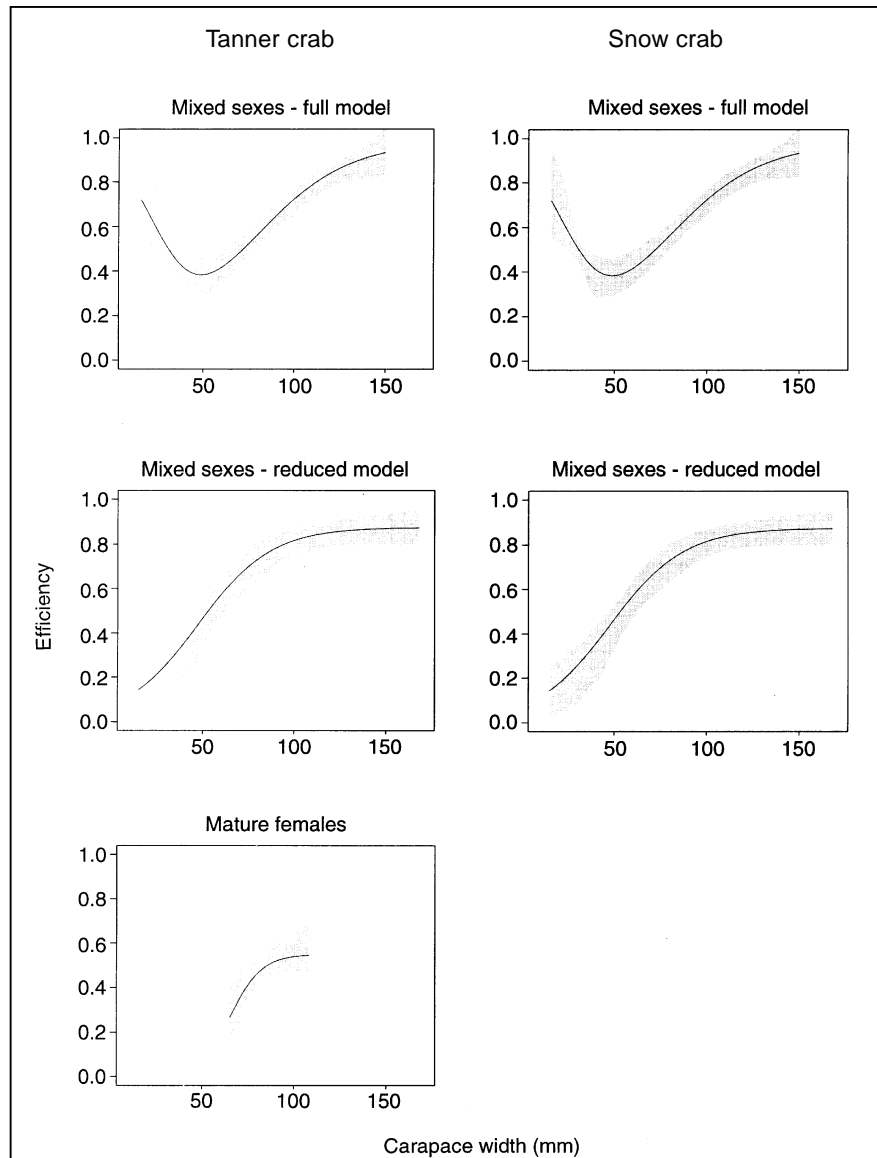 Tanner crab Snow crab
Mixed sexes - full model Mixed sexes - full model
1.0 1.0
0.8 0.8
0.6 0.6
0.4 0.4
0.2 0.2
0.0 0.0
50 100 150 50 100 150
Mixed sexes - reduced model Mixed sexes - reduced model
1.0 1.0
0.8 0.8
0.6 0.6
0.4 0.4
0.2 0.2
0.0 0.0
50 100 150 50 100 150
Efficiency
Mature females
1.0
0.8
0.6
0.4
0.2
0.0
50 100 150
Carapace width (mm)